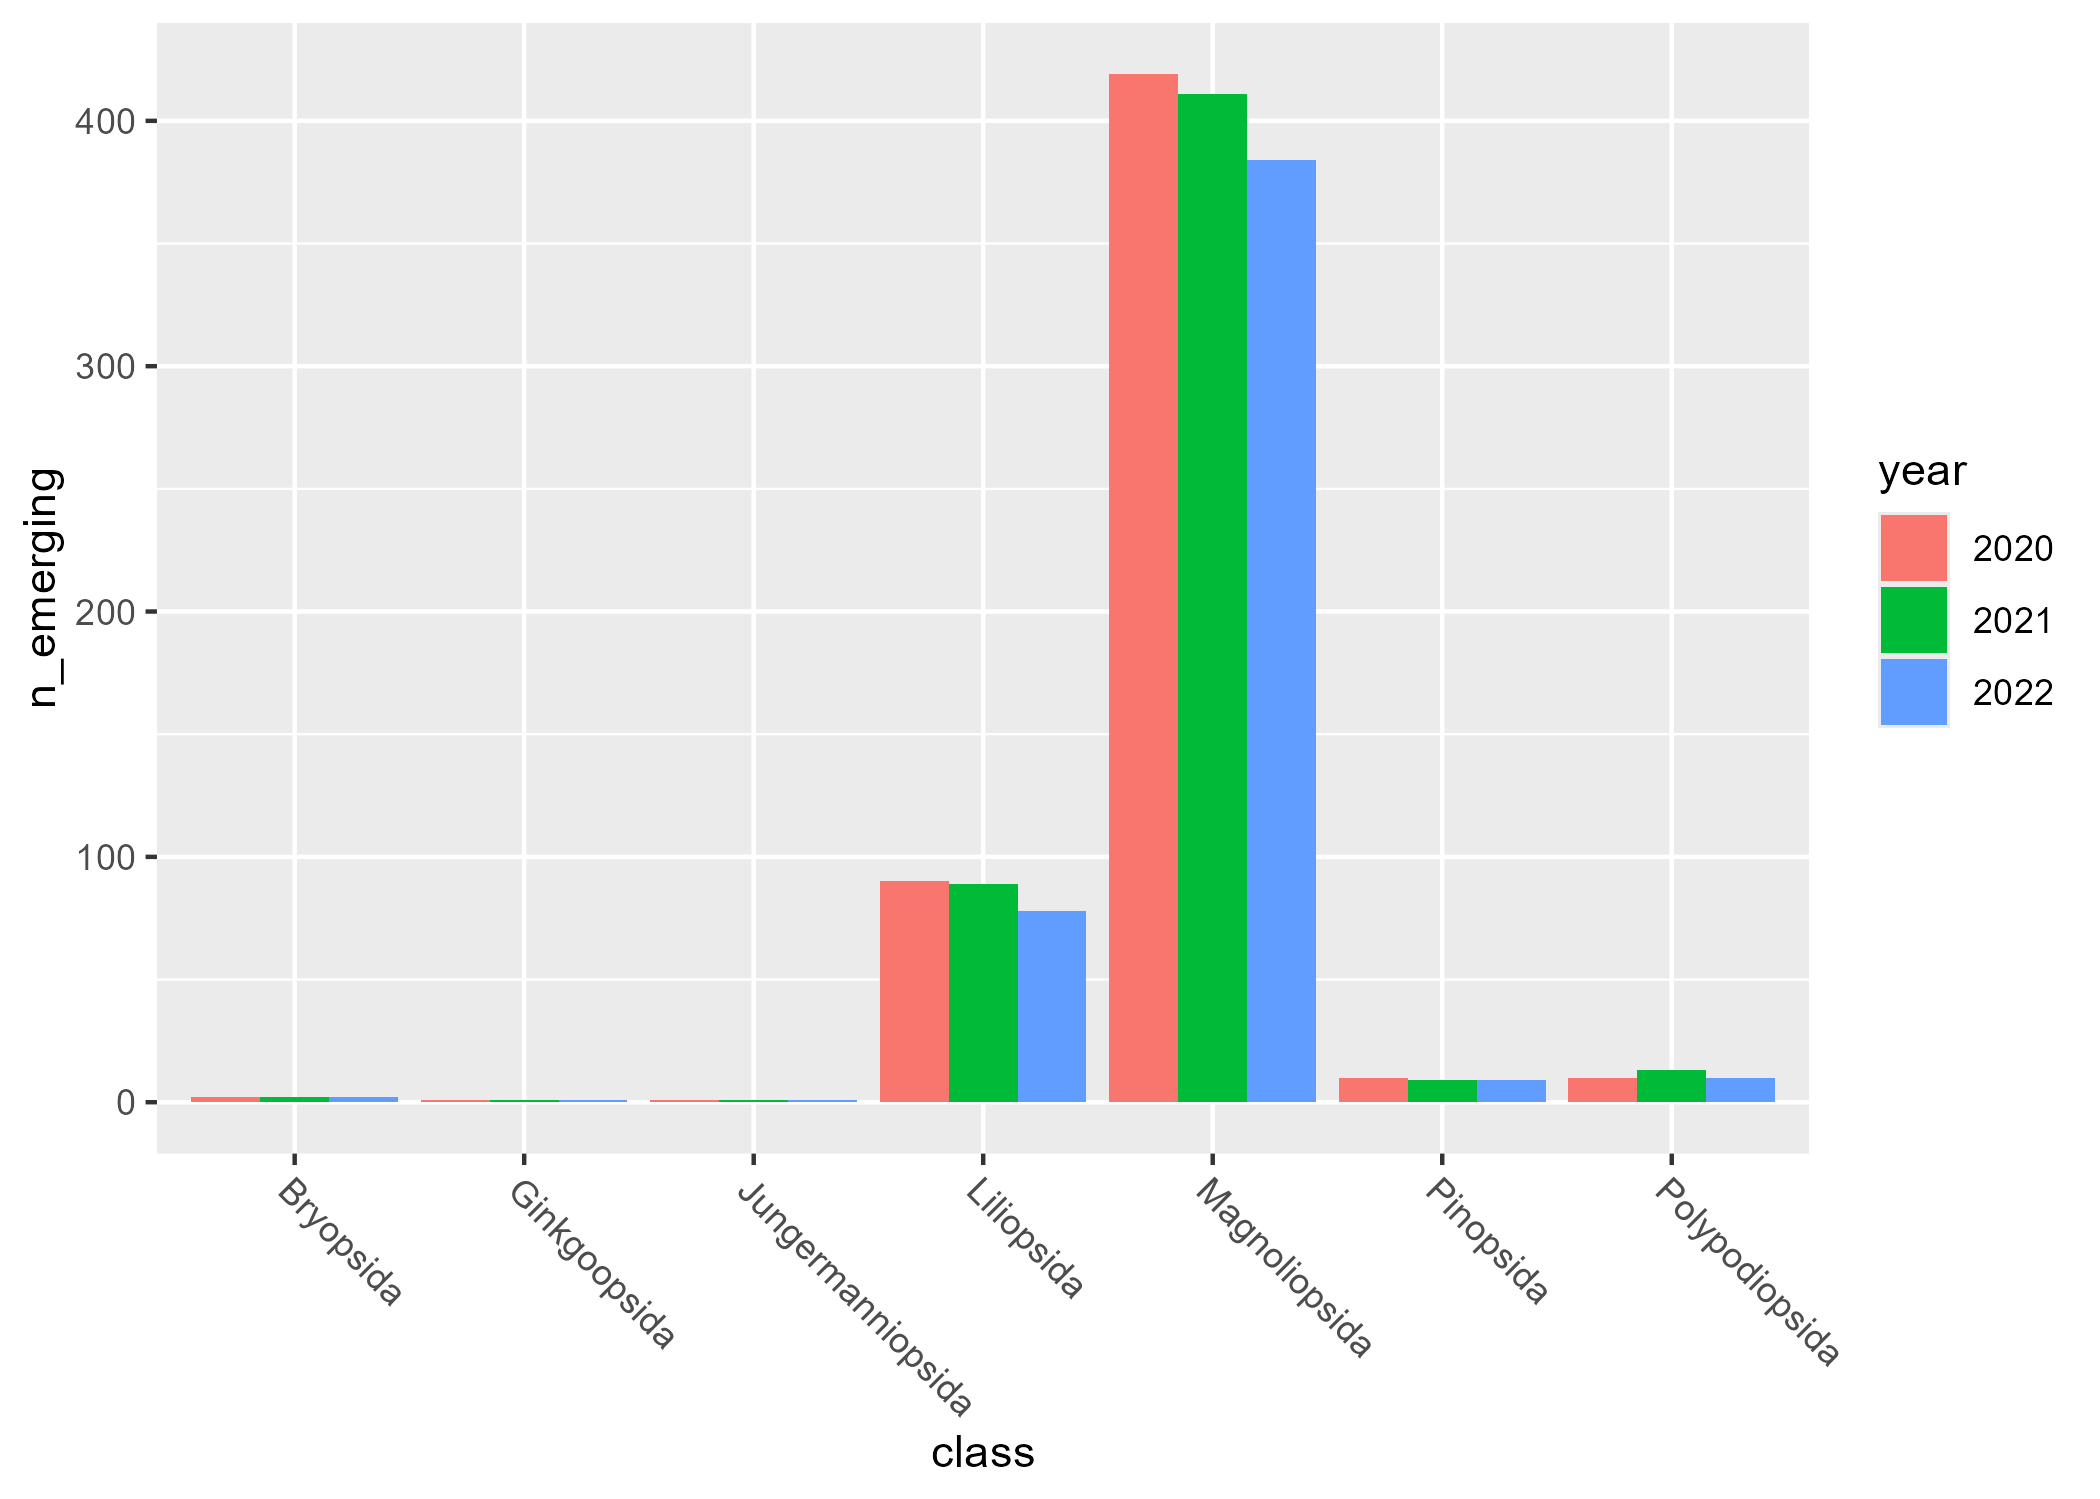 400
300
200
100
0
n_emerging
Bryopsida
Ginkgoopsida
Jungermanniopsida
Liliopsida
Magnoliopsida
Pinopsida
Polypodiopsida
class
year
2020
2021
2022